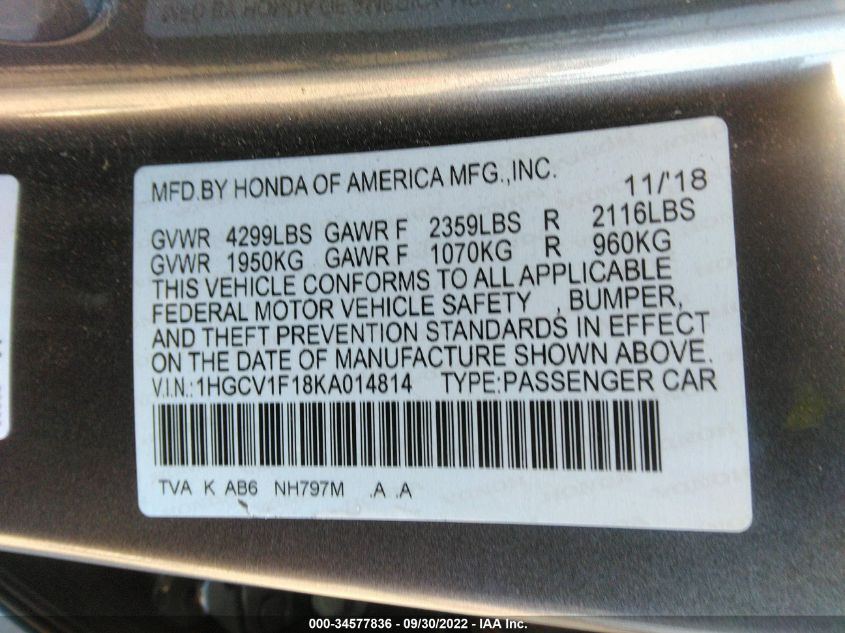 MFD.BY HONDA OF AMERICA MFG.,INC. 11/'18
GVWR 4299LBS GAWR F 2359LBS R 2116LBS
GVWR 1950KG GAWR F 1070KG R 960KG
THIS VEHICLE CONFORMS TO ALL APPLICABLE
FEDERAL MOTOR VEHICLE SAFETY , BUMPER,
AND THEFT PREVENTION STANDARDS IN EFFECT
ON THE DATE OF MANUFACTURE SHOWN ABOVE.
V.I.N.:1HGCV1F18KA014814 TYPE:PASSENGER CAR
TVA K AB6 NH797M .A .A
000-34577836 - 09/30/2022 - IAA Inc.